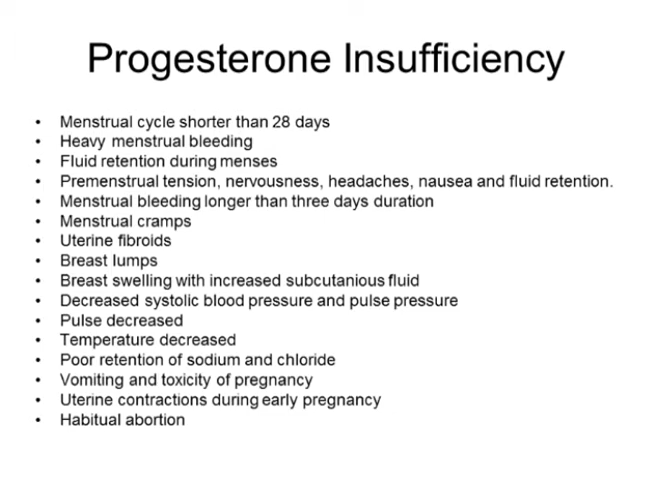 Progesterone Insufficiency
• Menstrual cycle shorter than 28 days
• Heavy menstrual bleeding
• Fluid retention during menses
• Premenstrual tension, nervousness, headaches, nausea and fluid retention.
• Menstrual bleeding longer than three days duration
• Menstrual cramps
• Uterine fibroids
• Breast lumps
• Breast swelling with increased subcutanious fluid
• Decreased systolic blood pressure and pulse pressure
• Pulse decreased
• Temperature decreased
• Poor retention of sodium and chloride
• Vomiting and toxicity of pregnancy
• Uterine contractions during early pregnancy
• Habitual abortion